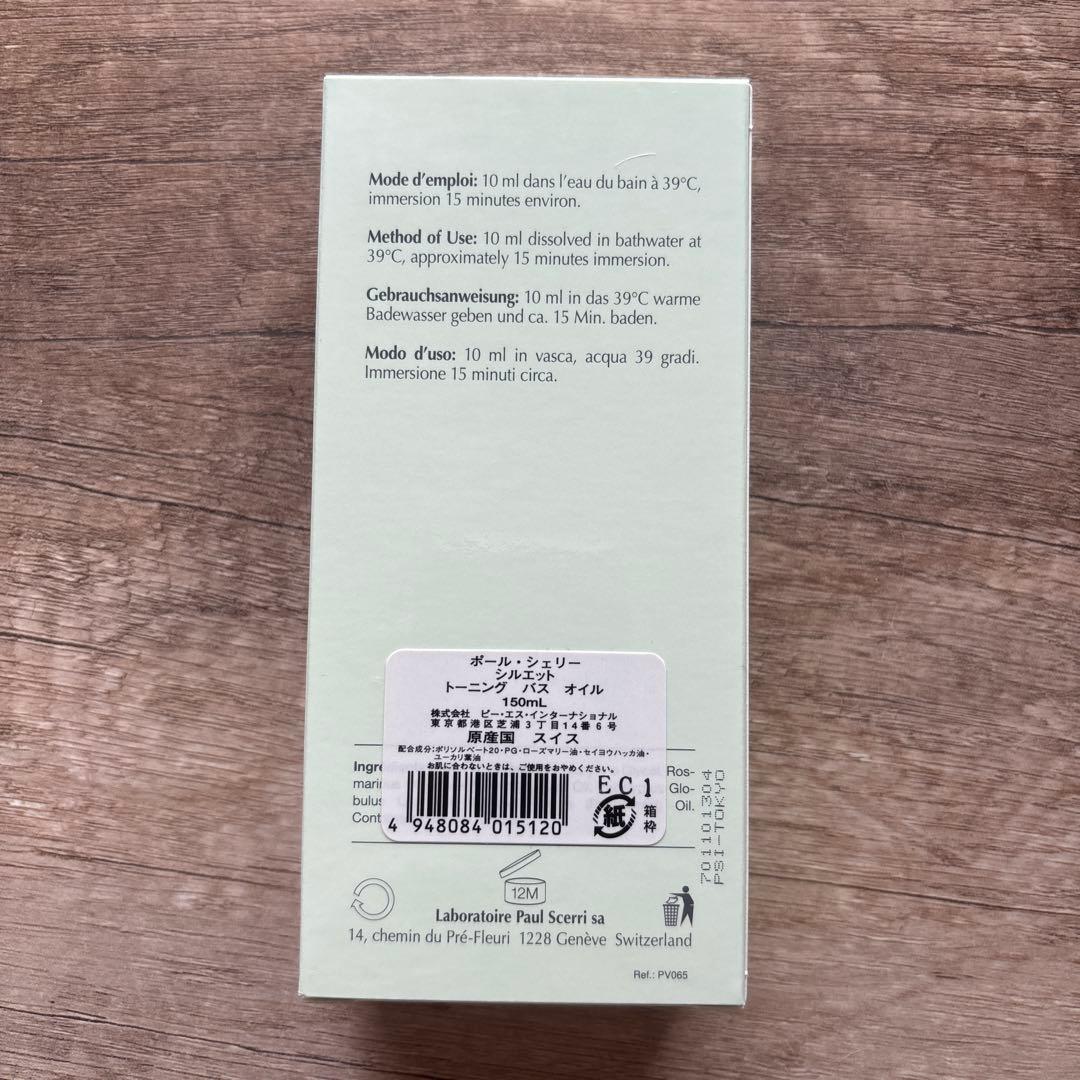 Mode d'emploi: 10 ml dans l'eau du bain à 39°C,
immersion 15 minutes environ.
Method of Use: 10 ml dissolved in bathwater at
39°C, approximately 15 minutes immersion.
Gebrauchsanweisung: 10 ml in das 39°C warme
Badewasser geben und ca. 15 Min. baden.
Modo d'uso: 10 ml in vasca, acqua 39 gradi.
Immersione 15 minuti circa.
ポール・シェリー
シルエット
トーニング バス オイル
150mL
株式会社 ピー・エス・インターナショナル
東京都港区芝浦3丁目14番6号
原産国 スイス
配合成分:ポリソルベート20・PG・ローズマリー油・セイヨウハッカ油・
ユーカリ葉油
お肌に合わないときは、ご使用をおやめください。
EC1
紙
箱
枠
4 948084 015120
Ros-
Glo-
bulus
Oil.
Cont
701101304
PSI-TOKYO
12M
Laboratoire Paul Scerri sa
14, chemin du Pré-Fleuri 1228 Genève Switzerland
Ref.: PV065